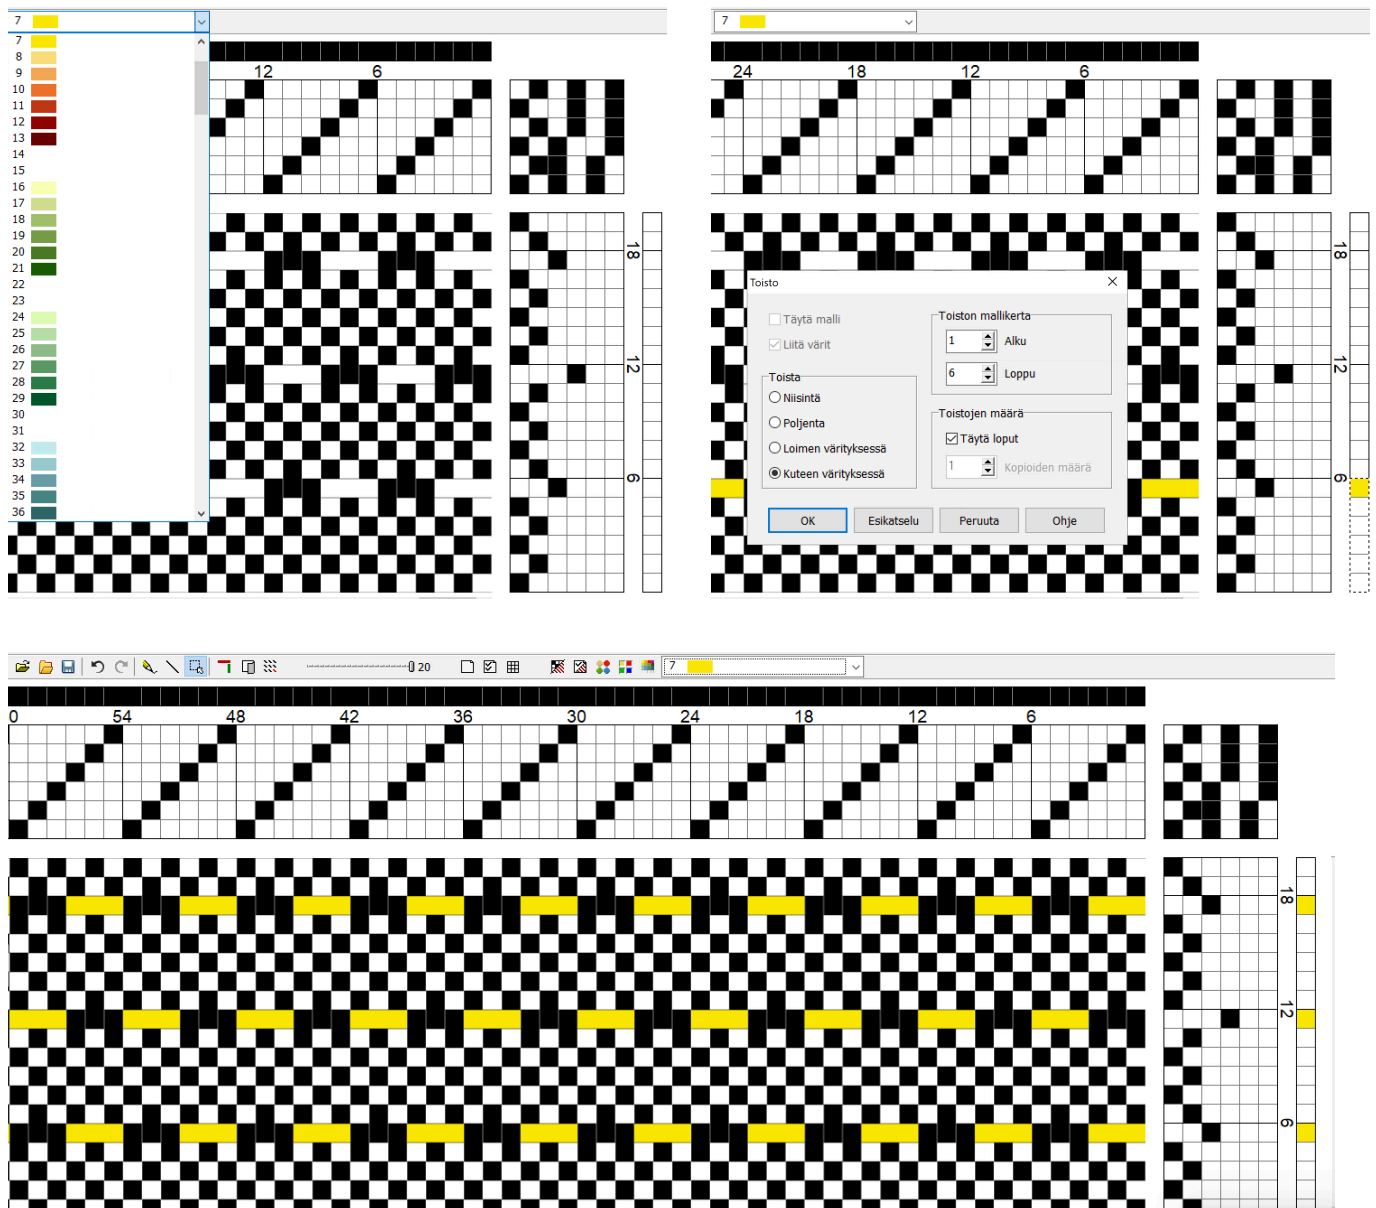 7
7
8
9
10
11
12
13
14
15
16
17
18
19
20
21
22
23
24
25
26
27
28
29
30
31
32
33
34
35
36
12 6
18
12
6
7
24 18 12 6
18
12
6
Toisto
Täytä malli
Liitä värit
Toista
Niisintä
Poljenta
Loimen värityksessä
Kuteen värityksessä
Toiston mallikerta
1 Alku
6 Loppu
Toistojen määrä
Täytä loput
1 Kopioiden määrä
OK Esikatselu Peruuta Ohje
20 7
0 54 48 42 36 30 24 18 12 6
18
12
6